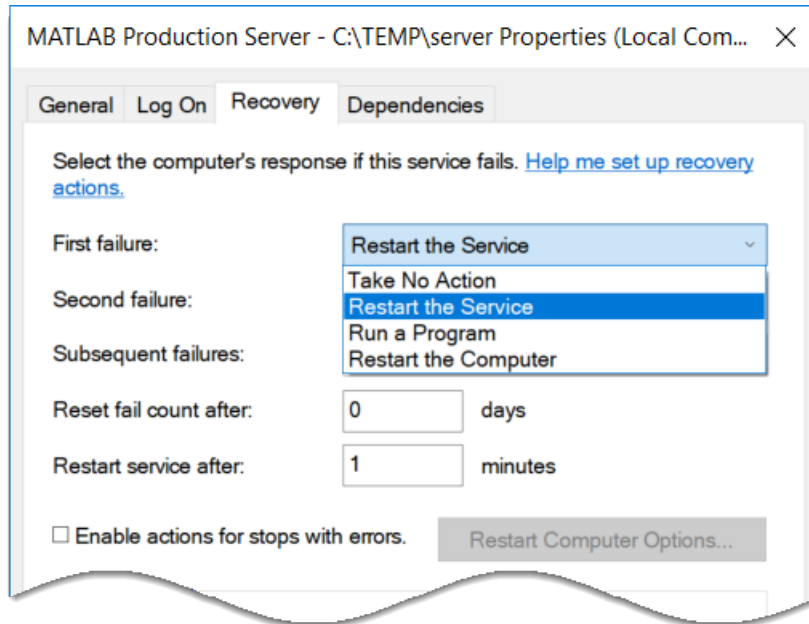 MATLAB Production Server - C:\TEMP\server Properties (Local Com...
General Log On Recovery Dependencies
Select the computer's response if this service fails. Help me set up recovery
actions.
First failure: Restart the Service
Take No Action
Second failure: Restart the Service
Run a Program
Subsequent failures: Restart the Computer
Reset fail count after: 0 days
Restart service after: 1 minutes
Enable actions for stops with errors. Restart Computer Options...